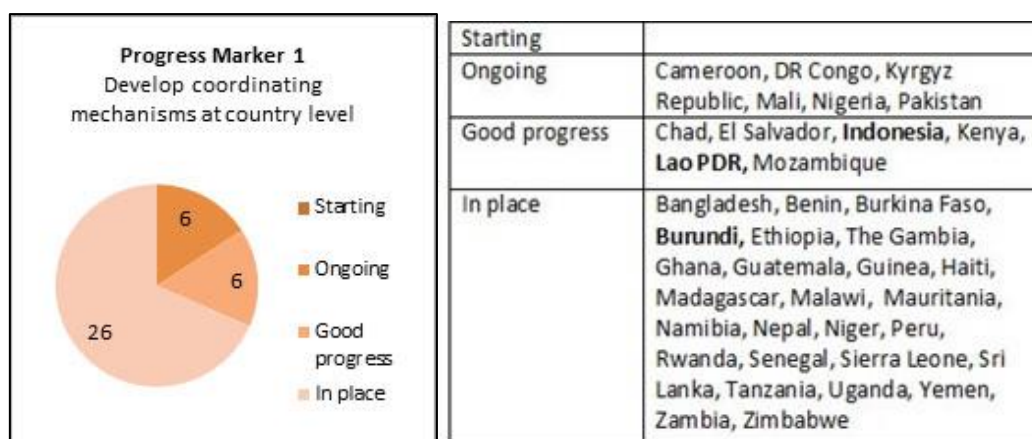 Progress Marker 1
Develop coordinating
mechanisms at country level
6
6
26
Starting
Ongoing
Good
progress
In place
Starting
Ongoing
Cameroon, DR Congo, Kyrgyz
Republic, Mali, Nigeria, Pakistan
Good progress
Chad, El Salvador, Indonesia, Kenya,
Lao PDR, Mozambique
In place
Bangladesh, Benin, Burkina Faso,
Burundi, Ethiopia, The Gambia,
Ghana, Guatemala, Guinea, Haiti,
Madagascar, Malawi, Mauritania,
Namibia, Nepal, Niger, Peru,
Rwanda, Senegal, Sierra Leone, Sri
Lanka, Tanzania, Uganda, Yemen,
Zambia, Zimbabwe